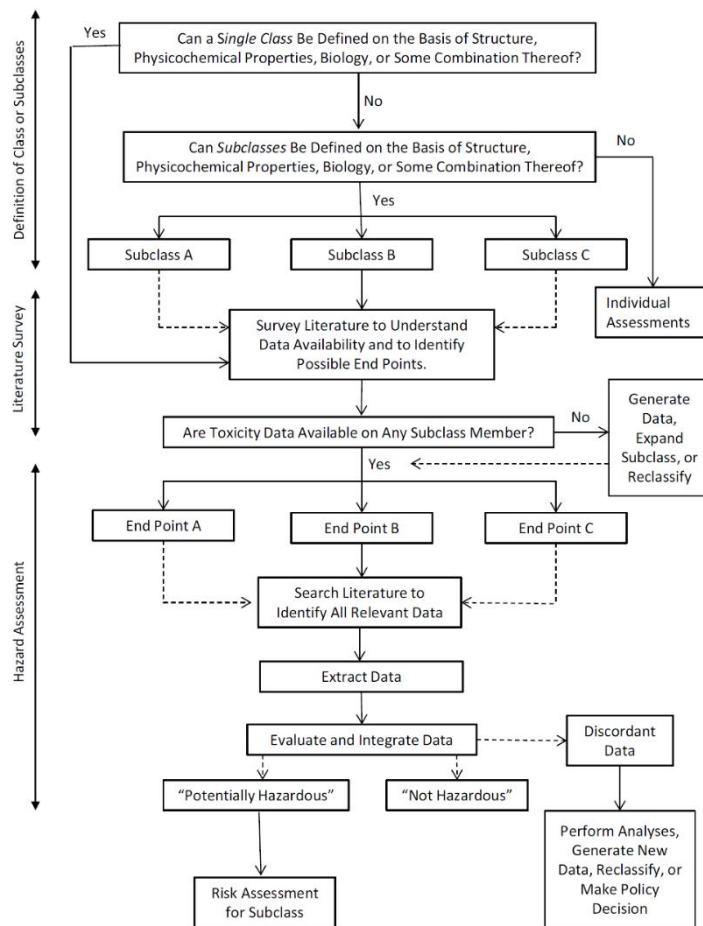 Yes
Can a Single Class Be Defined on the Basis of Structure,
Physicochemical Properties, Biology, or Some Combination Thereof?
No
Can Subclasses Be Defined on the Basis of Structure,
Physicochemical Properties, Biology, or Some Combination Thereof?
No
Yes
Definition of Class or Subclasses
Subclass A
Subclass B
Subclass C
Individual
Assessments
Survey Literature to Understand
Data Availability and to Identify
Possible End Points.
Literature Survey
Are Toxicity Data Available on Any Subclass Member?
No
Generate
Data,
Expand
Subclass, or
Reclassify
Yes
End Point A
End Point B
End Point C
Search Literature to
Identify All Relevant Data
Hazard Assessment
Extract Data
Evaluate and Integrate Data
Discordant
Data
“Potentially Hazardous”
“Not Hazardous”
Perform Analyses,
Generate New
Data, Reclassify, or
Make Policy
Decision
Risk Assessment
for Subclass